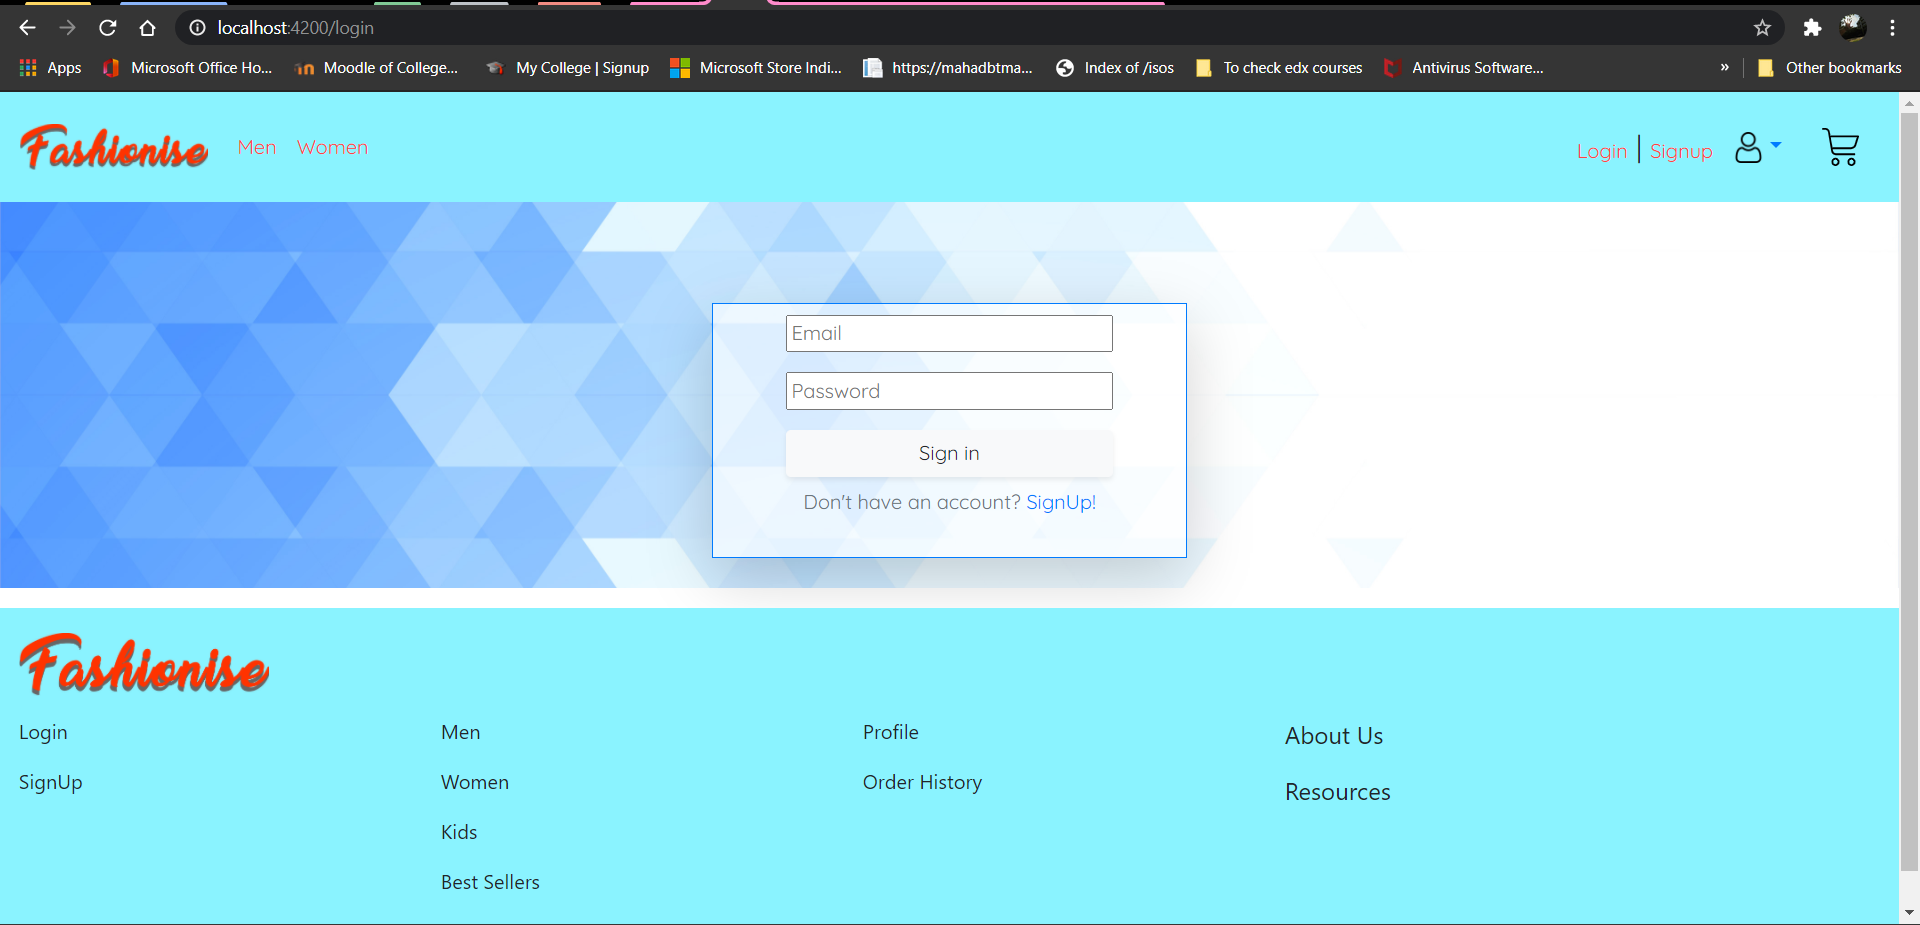 localhost:4200/login
Apps Microsoft Office Ho... Moodle of College... My College | Signup Microsoft Store Indi... https://mahadbtma... Index of /isos To check edx courses Antivirus Software... » Other bookmarks
Fashionise Men Women Login | Signup
Email
Password
Sign in
Don't have an account? SignUp!
Fashionise
Login Men Profile About Us
SignUp Women Order History Resources
Kids
Best Sellers